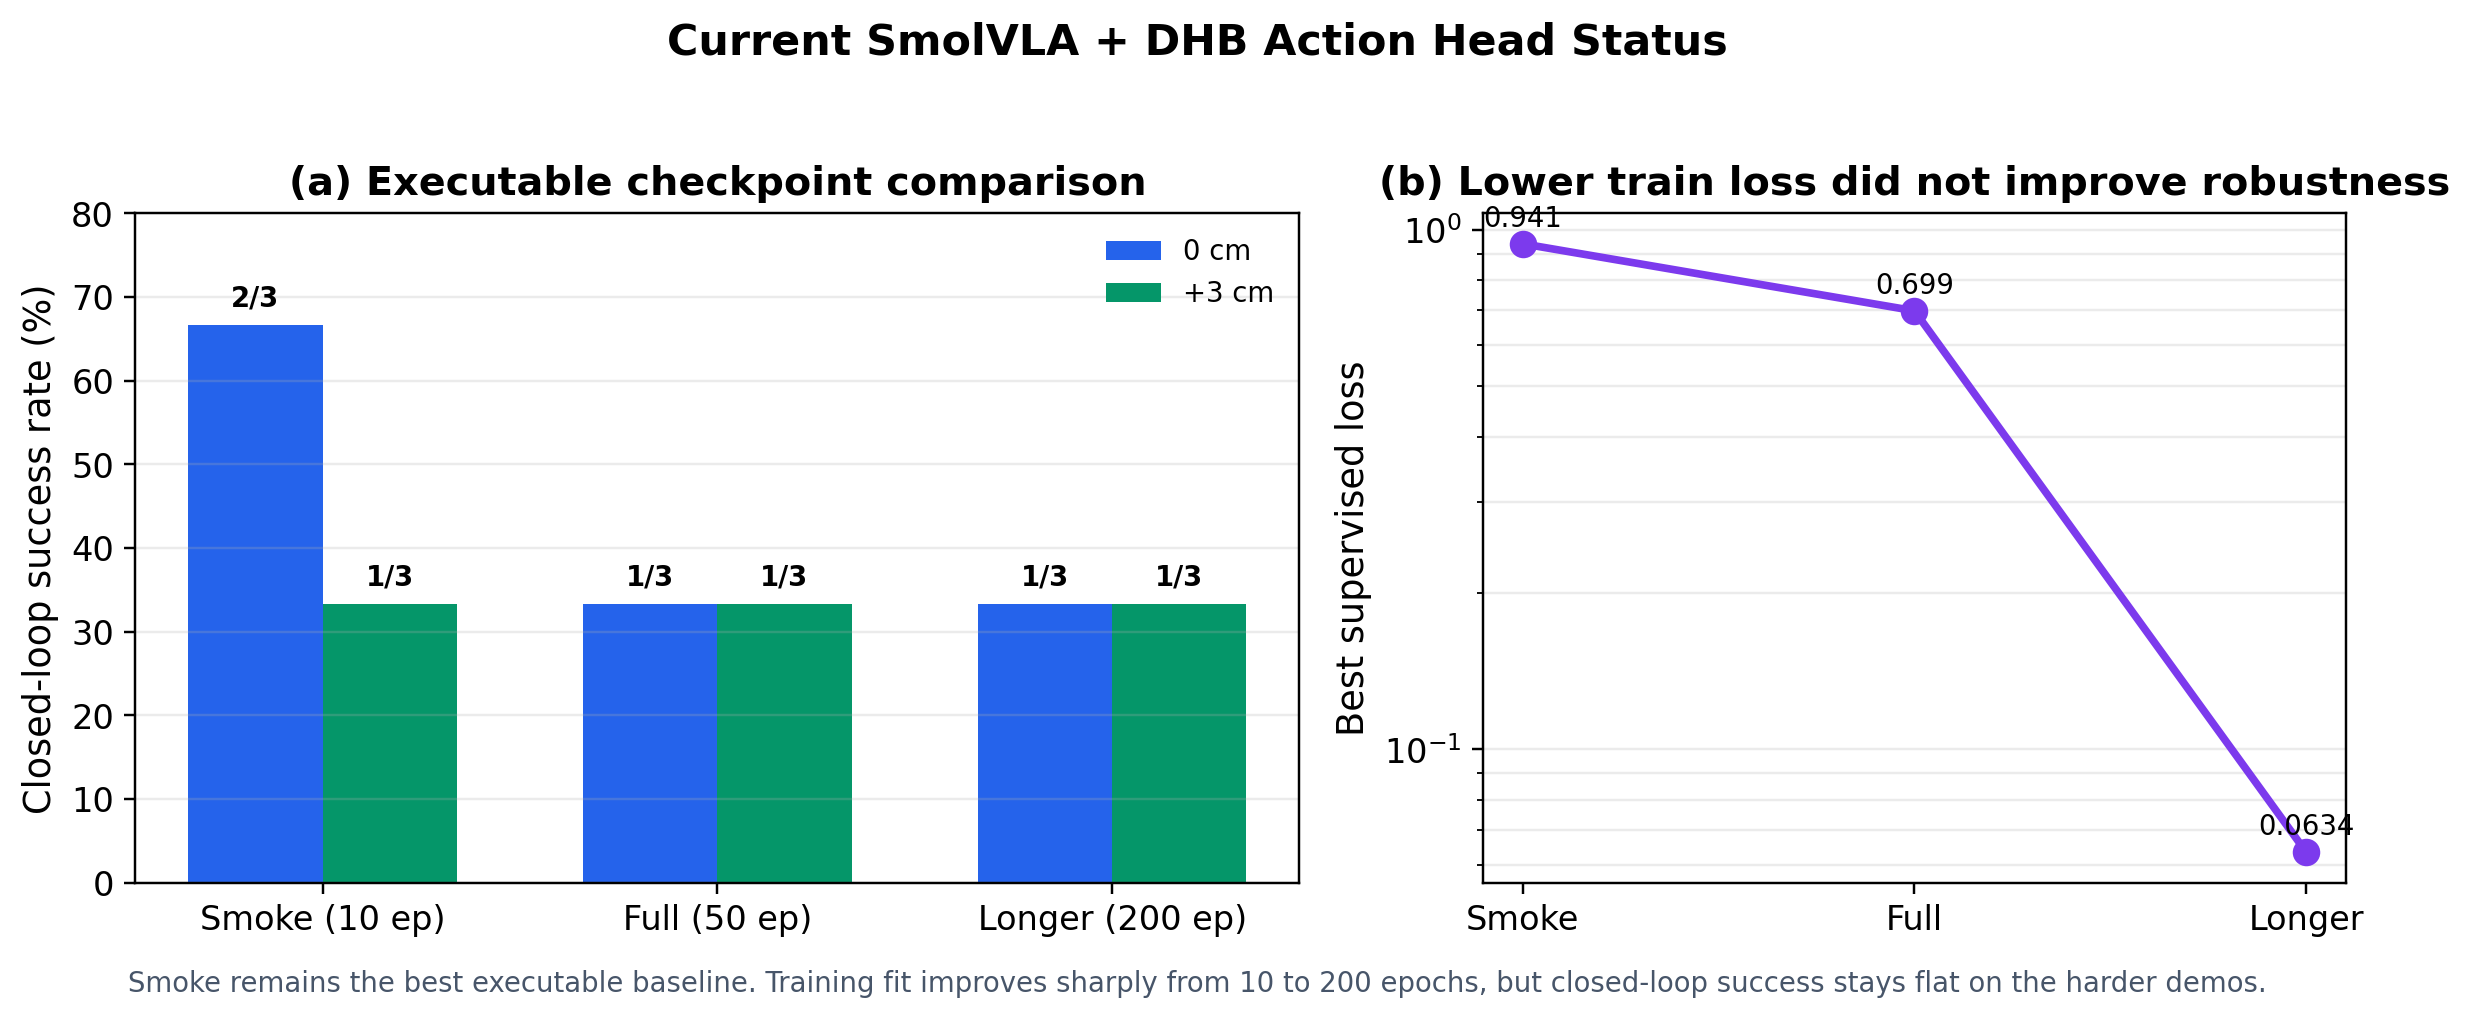 Current SmolVLA + DHB Action Head Status
(a) Executable checkpoint comparison
Closed-loop success rate (%)
80
70
60
50
40
30
20
10
0
2/3
1/3
1/3
1/3
1/3
1/3
0 cm
+3 cm
Smoke (10 ep)
Full (50 ep)
Longer (200 ep)
(b) Lower train loss did not improve robustness
Best supervised loss
10⁰
10⁻¹
0.941
0.699
0.0634
Smoke
Full
Longer
Smoke remains the best executable baseline. Training fit improves sharply from 10 to 200 epochs, but closed-loop success stays flat on the harder demos.